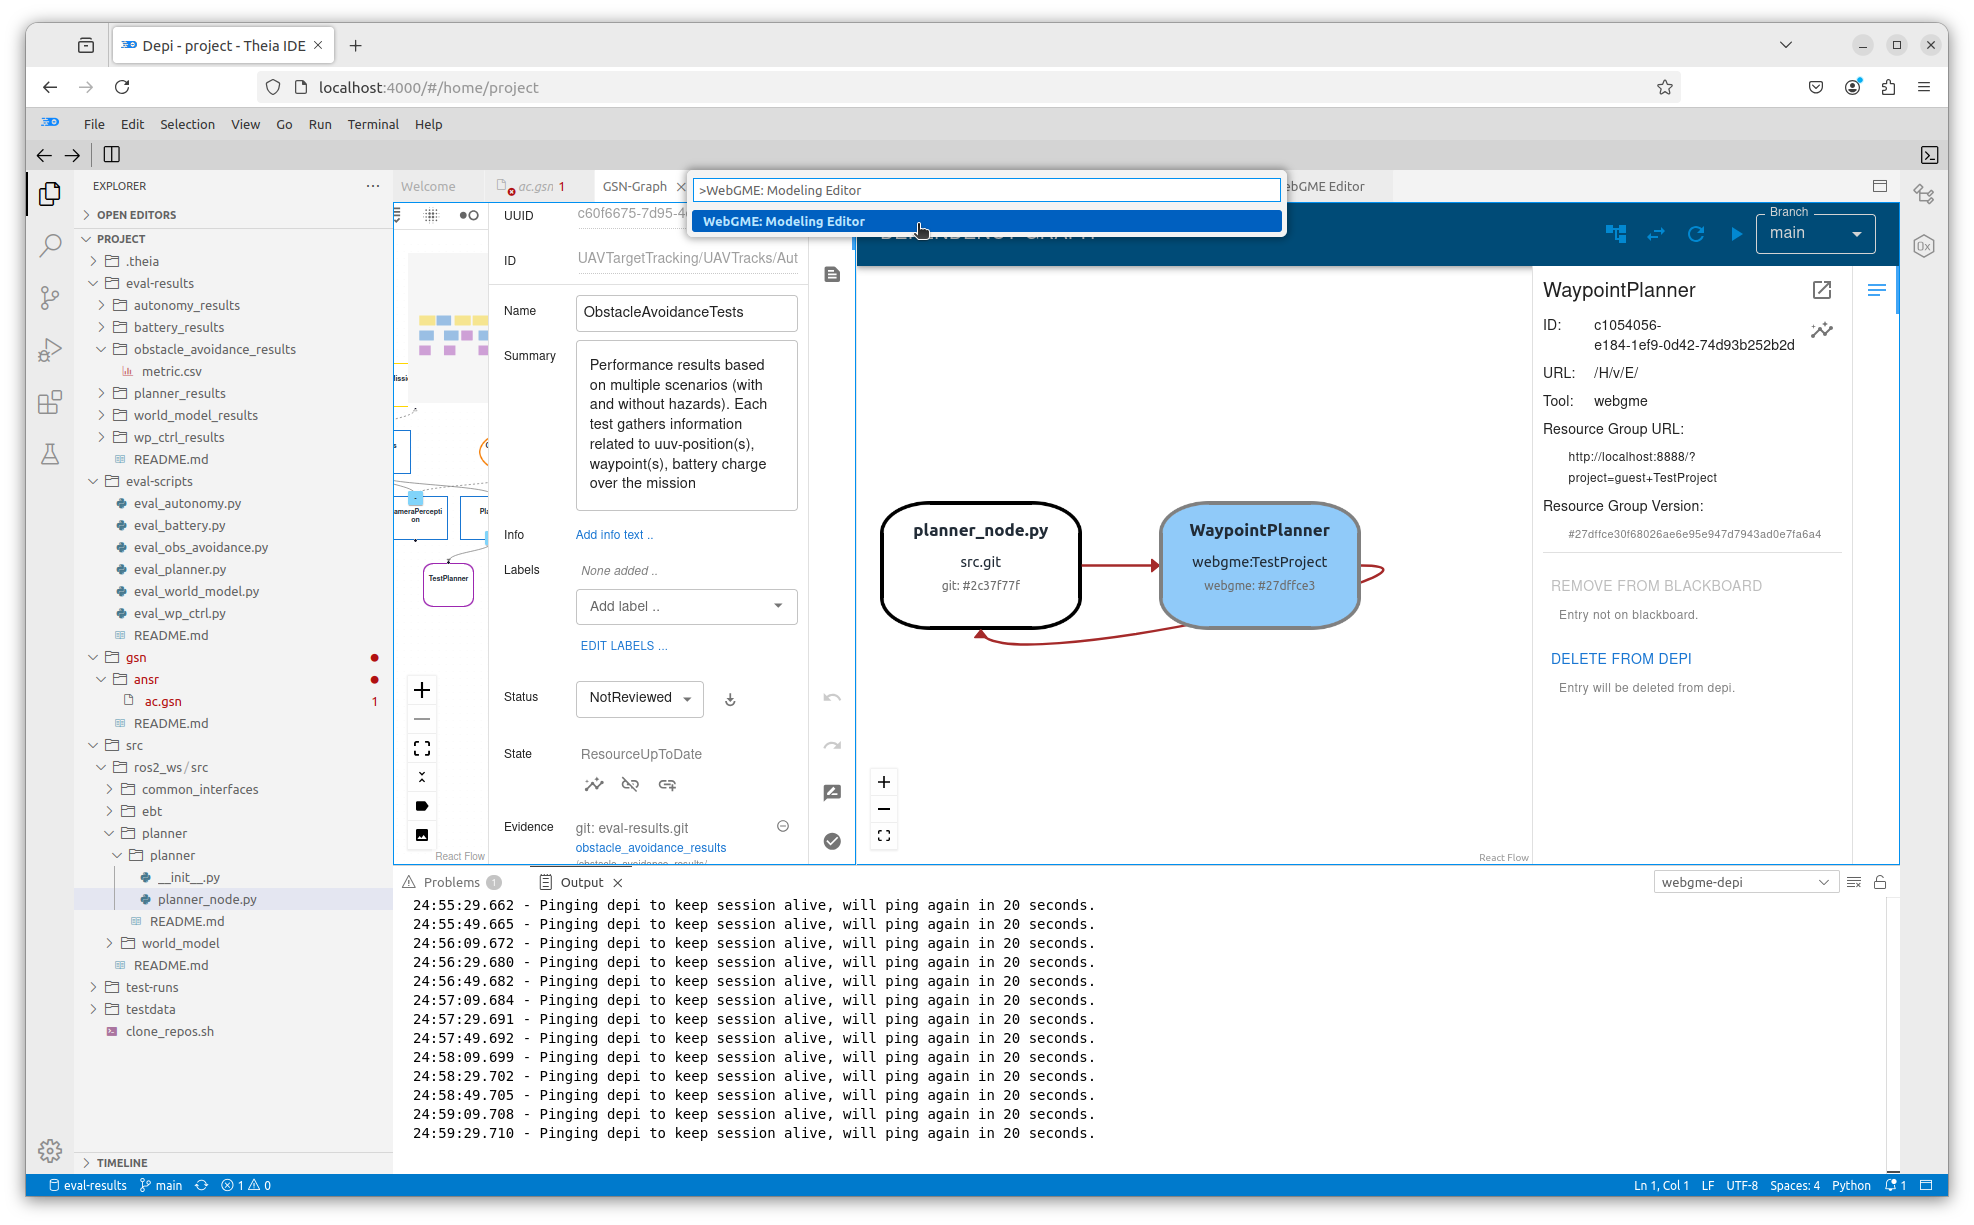 Depi - project - Theia IDE
localhost:4000/#/home/project
File Edit Selection View Go Run Terminal Help
EXPLORER
OPEN EDITORS
PROJECT
.theia
eval-results
autonomy_results
battery_results
obstacle_avoidance_results
metric.csv
planner_results
world_model_results
wp_ctrl_results
README.md
eval-scripts
eval_autonomy.py
eval_battery.py
eval_obs_avoidance.py
eval_planner.py
eval_world_model.py
eval_wp_ctrl.py
README.md
gsn
ansr
ac.gsn 1
README.md
src
ros2_ws/src
common_interfaces
ebt
planner
planner
__init__.py
planner_node.py
README.md
world_model
README.md
test-runs
testdata
clone_repos.sh
TIMELINE
Welcome
ac.gsn 1
GSN-Graph
bGME Editor
>WebGME: Modeling Editor
WebGME: Modeling Editor
UUID c60f6675-7d95-4
ID UAVTargetTracking/UAVTracks/Aut
Name ObstacleAvoidanceTests
Summary
Performance results based
on multiple scenarios (with
and without hazards). Each
test gathers information
related to uuv-position(s),
waypoint(s), battery charge
over the mission
Info Add info text ..
Labels None added ..
Add label ..
EDIT LABELS ...
Status NotReviewed
State ResourceUpToDate
Evidence git: eval-results.git
obstacle_avoidance_results
/obstacle_avoidance_results/
ameraPercepti
on
Pla
TestPlanner
React Flow
DEPENDENCY GRAPH
Branch
main
planner_node.py
src.git
git: #2c37f77f
WaypointPlanner
webgme:TestProject
webgme: #27dffce3
React Flow
WaypointPlanner
ID: c1054056-
e184-1ef9-0d42-74d93b252b2d
URL: /H/v/E/
Tool: webgme
Resource Group URL:
http://localhost:8888/?
project=guest+TestProject
Resource Group Version:
#27dffce30f68026ae6e95e947d7943ad0e7fa6a4
REMOVE FROM BLACKBOARD
Entry not on blackboard.
DELETE FROM DEPI
Entry will be deleted from depi.
0x
Problems 1 Output
webgme-depi
24:55:29.662 - Pinging depi to keep session alive, will ping again in 20 seconds.
24:55:49.665 - Pinging depi to keep session alive, will ping again in 20 seconds.
24:56:09.672 - Pinging depi to keep session alive, will ping again in 20 seconds.
24:56:29.680 - Pinging depi to keep session alive, will ping again in 20 seconds.
24:56:49.682 - Pinging depi to keep session alive, will ping again in 20 seconds.
24:57:09.684 - Pinging depi to keep session alive, will ping again in 20 seconds.
24:57:29.691 - Pinging depi to keep session alive, will ping again in 20 seconds.
24:57:49.692 - Pinging depi to keep session alive, will ping again in 20 seconds.
24:58:09.699 - Pinging depi to keep session alive, will ping again in 20 seconds.
24:58:29.702 - Pinging depi to keep session alive, will ping again in 20 seconds.
24:58:49.705 - Pinging depi to keep session alive, will ping again in 20 seconds.
24:59:09.708 - Pinging depi to keep session alive, will ping again in 20 seconds.
24:59:29.710 - Pinging depi to keep session alive, will ping again in 20 seconds.
eval-results main 1 0
Ln 1, Col 1 LF UTF-8 Spaces: 4 Python 1